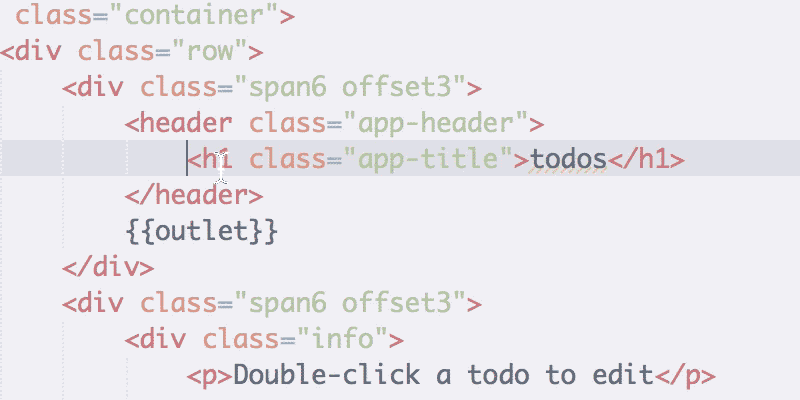 class="container">
<div class="row">
<div class="span6 offset3">
<header class="app-header">
<h1 class="app-title">todos</h1>
</header>
{{outlet}}
</div>
<div class="span6 offset3">
<div class="info">
<p>Double-click a todo to edit</p>